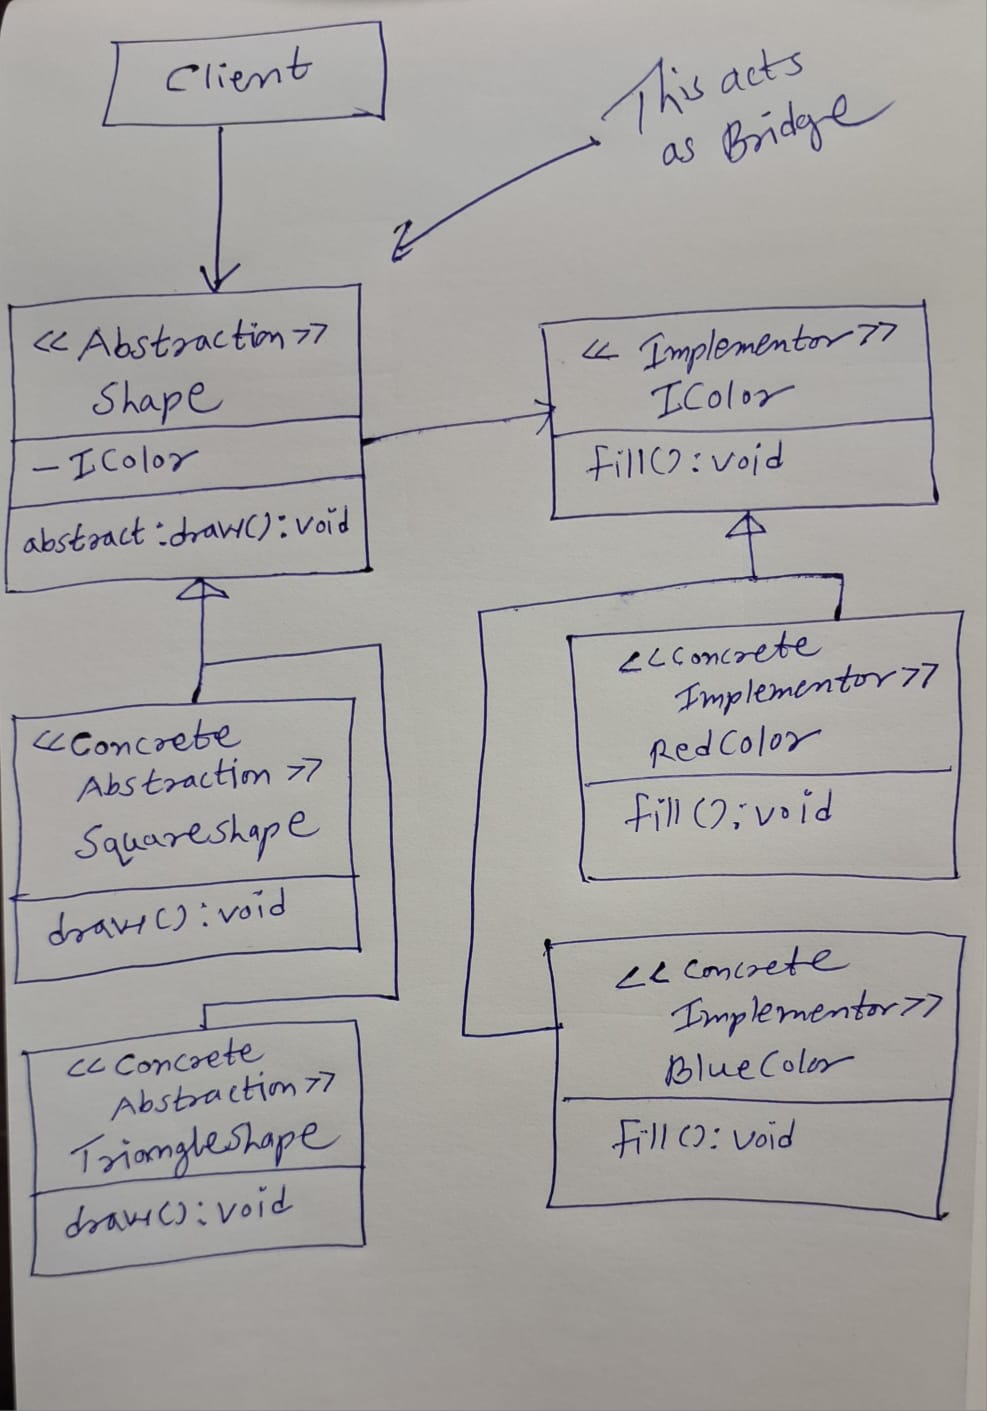 Client
This acts
as Bridge
<<Abstraction>>
Shape
- IColor
abstract:draw():void
<<Implementor>>
IColor
fill():void
<<Concrete
Abstraction>>
Squareshape
draw():void
<<Concrete
Abstraction>>
Triangleshape
draw():void
<<Concrete
Implementor>>
RedColor
fill():void
<<Concrete
Implementor>>
BlueColor
fill():void